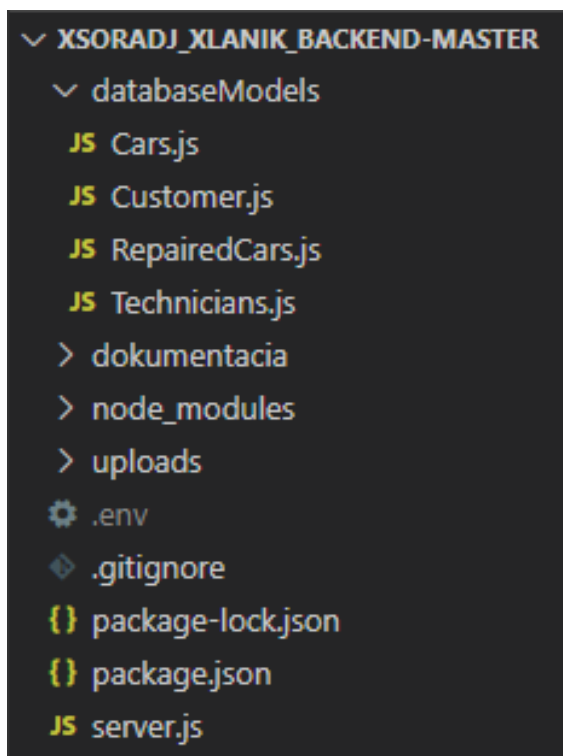 XSORADJ_XLANIK_BACKEND-MASTER
databaseModels
JS Cars.js
JS Customer.js
JS RepairedCars.js
JS Technicians.js
dokumentacia
node_modules
uploads
.env
.gitignore
{} package-lock.json
{} package.json
JS server.js